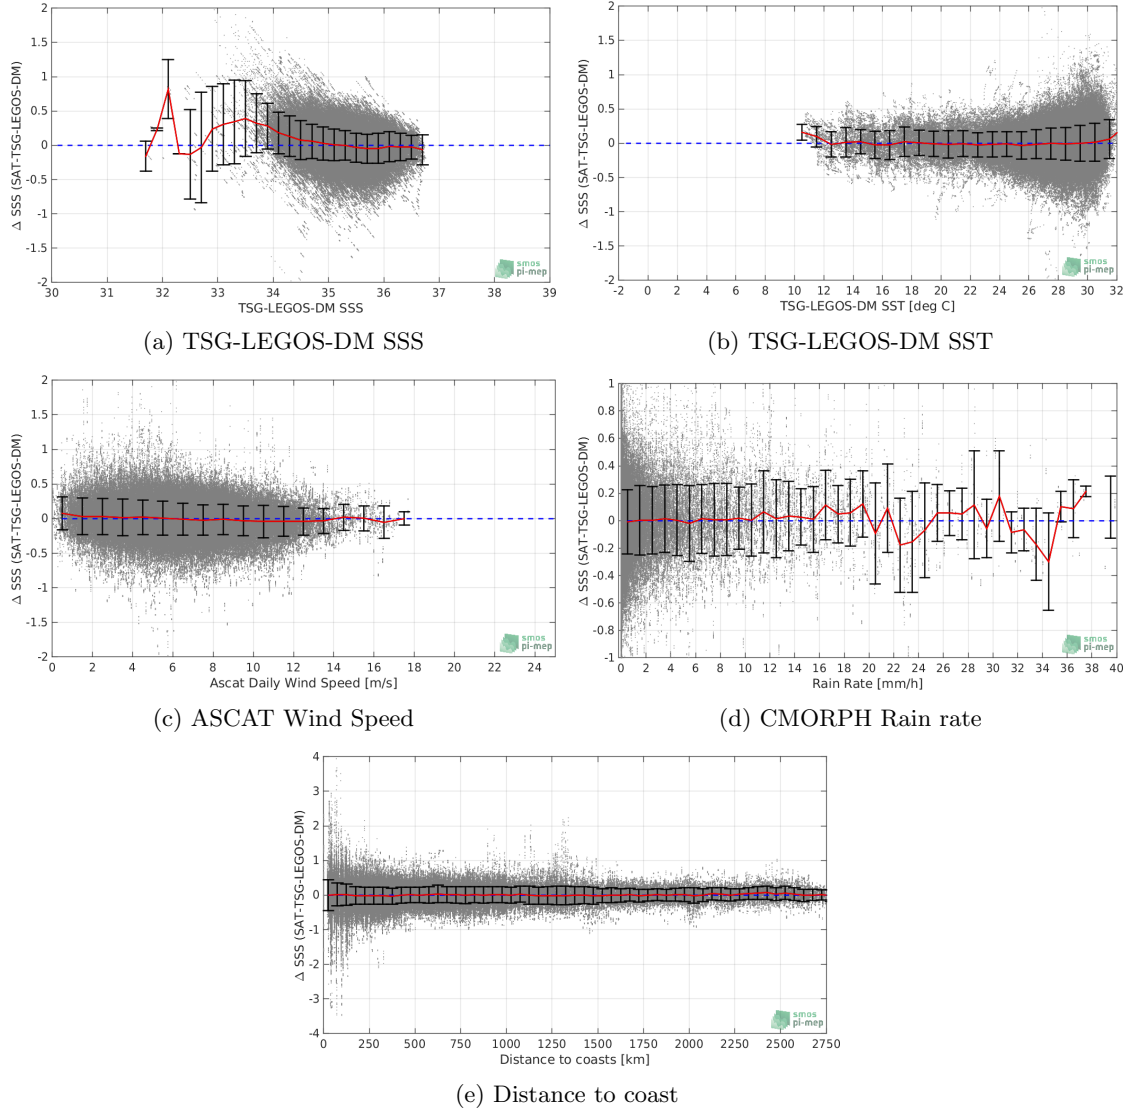 2
1.5
1
0.5
0
-0.5
-1
-1.5
-2
Δ SSS (SAT-TSG-LEGOS-DM)
30 31 32 33 34 35 36 37 38 39
TSG-LEGOS-DM SSS
smos
pi-mep
(a) TSG-LEGOS-DM SSS
2
1.5
1
0.5
0
-0.5
-1
-1.5
-2
Δ SSS (SAT-TSG-LEGOS-DM)
-2 0 2 4 6 8 10 12 14 16 18 20 22 24 26 28 30 32
TSG-LEGOS-DM SST [deg C]
smos
pi-mep
(b) TSG-LEGOS-DM SST
2
1.5
1
0.5
0
-0.5
-1
-1.5
-2
Δ SSS (SAT-TSG-LEGOS-DM)
0 2 4 6 8 10 12 14 16 18 20 22 24
Ascat Daily Wind Speed [m/s]
smos
pi-mep
(c) ASCAT Wind Speed
1
0.8
0.6
0.4
0.2
0
-0.2
-0.4
-0.6
-0.8
-1
Δ SSS (SAT-TSG-LEGOS-DM)
0 2 4 6 8 10 12 14 16 18 20 22 24 26 28 30 32 34 36 38 40
Rain Rate [mm/h]
smos
pi-mep
(d) CMORPH Rain rate
4
3
2
1
0
-1
-2
-3
-4
Δ SSS (SAT-TSG-LEGOS-DM)
0 250 500 750 1000 1250 1500 1750 2000 2250 2500 2750
Distance to coasts [km]
smos
pi-mep
(e) Distance to coast